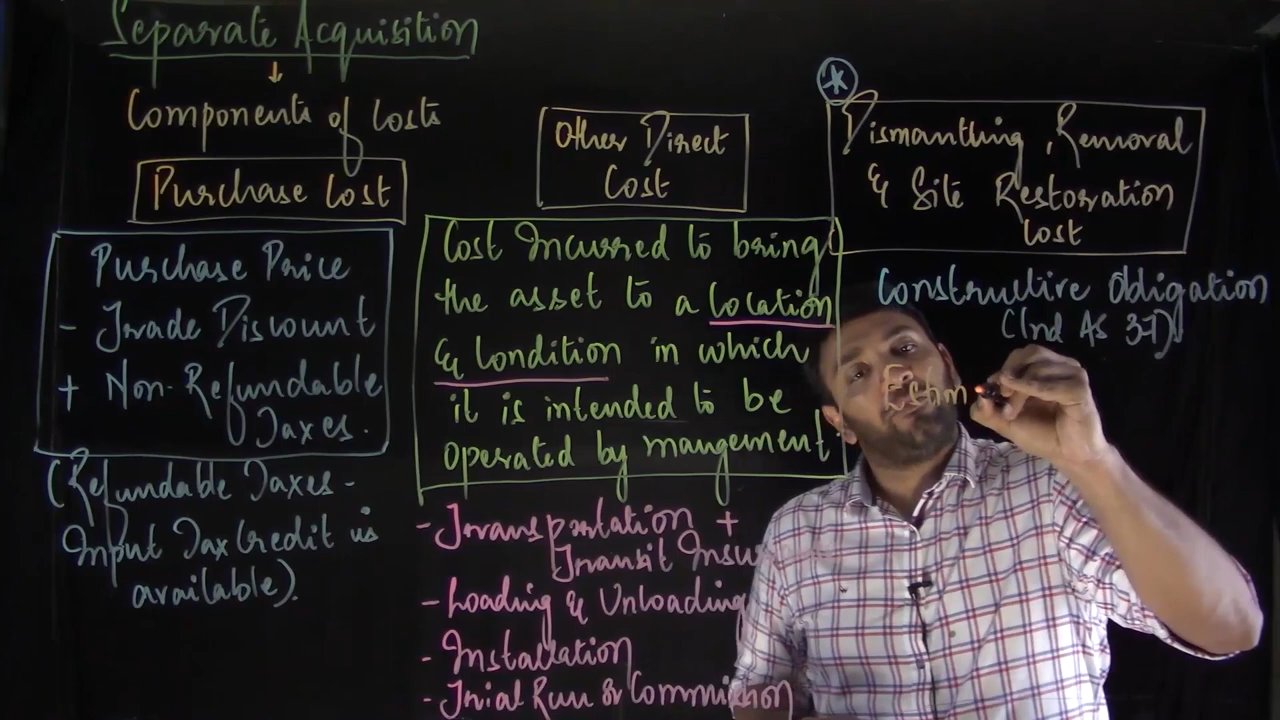 Separate Acquisition
↓
Components of Costs
Purchase Cost
Purchase Price
- Trade Discount
+ Non-Refundable
Taxes.
(Refundable Taxes -
Input Tax Credit is
available).
Other Direct
Cost
Cost Incurred to bring
the asset to a location
& Condition in which
it is intended to be
operated by mangement.
- Transportation +
Transit Insu
- Loading & Unloading
- Installation
- Trial Run & Commission
*
Dismantling, Removal
& Site Restoration
Cost
Constructive Obligation
(Ind AS 37)
Estim